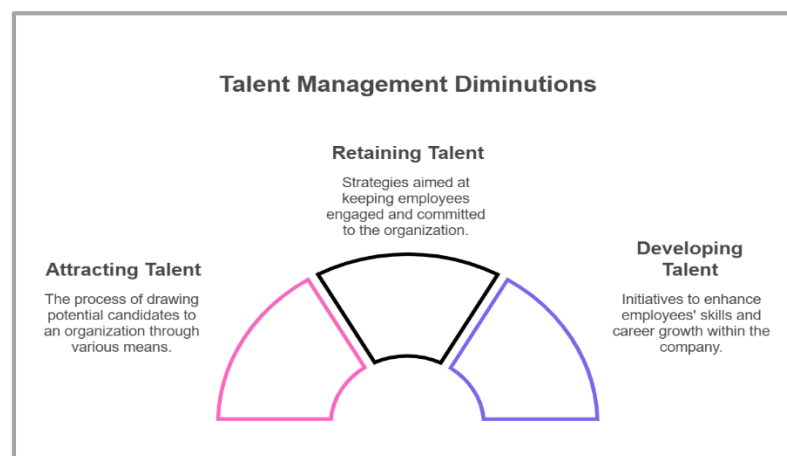 Talent Management Diminutions
Retaining Talent
Strategies aimed at
keeping employees
engaged and committed
to the organization.
Attracting Talent
The process of drawing
potential candidates to
an organization through
various means.
Developing
Talent
Initiatives to enhance
employees' skills and
career growth within the
company.